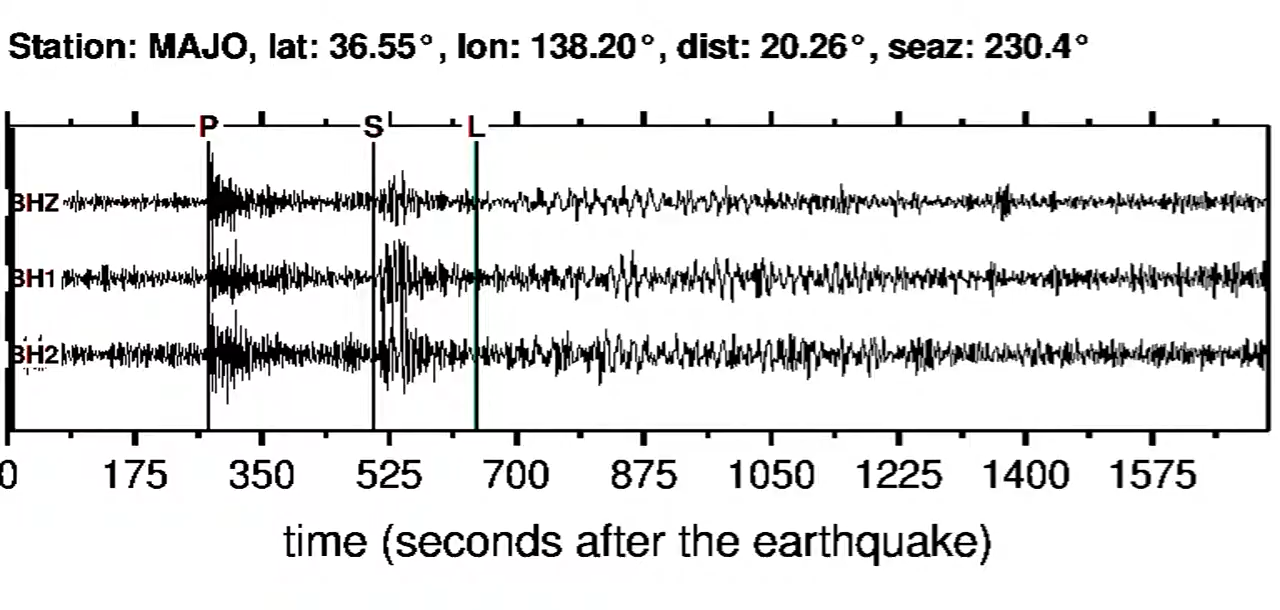 Station: MAJO, lat: 36.55°, lon: 138.20°, dist: 20.26°, seaz: 230.4°
P S L
BHZ
BH1
BH2
0 175 350 525 700 875 1050 1225 1400 1575
time (seconds after the earthquake)